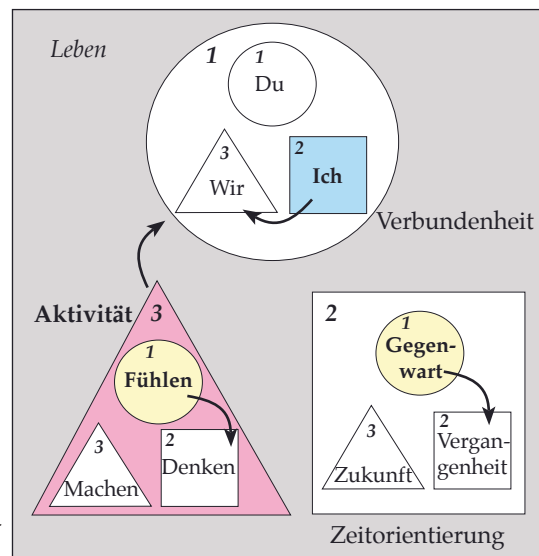 Leben
1
1
Du
3
Wir
2
Ich
Verbundenheit
Aktivität
3
1
Fühlen
3
Machen
2
Denken
2
1
Gegen-
wart
3
Zukunft
2
Vergan-
genheit
Zeitorientierung